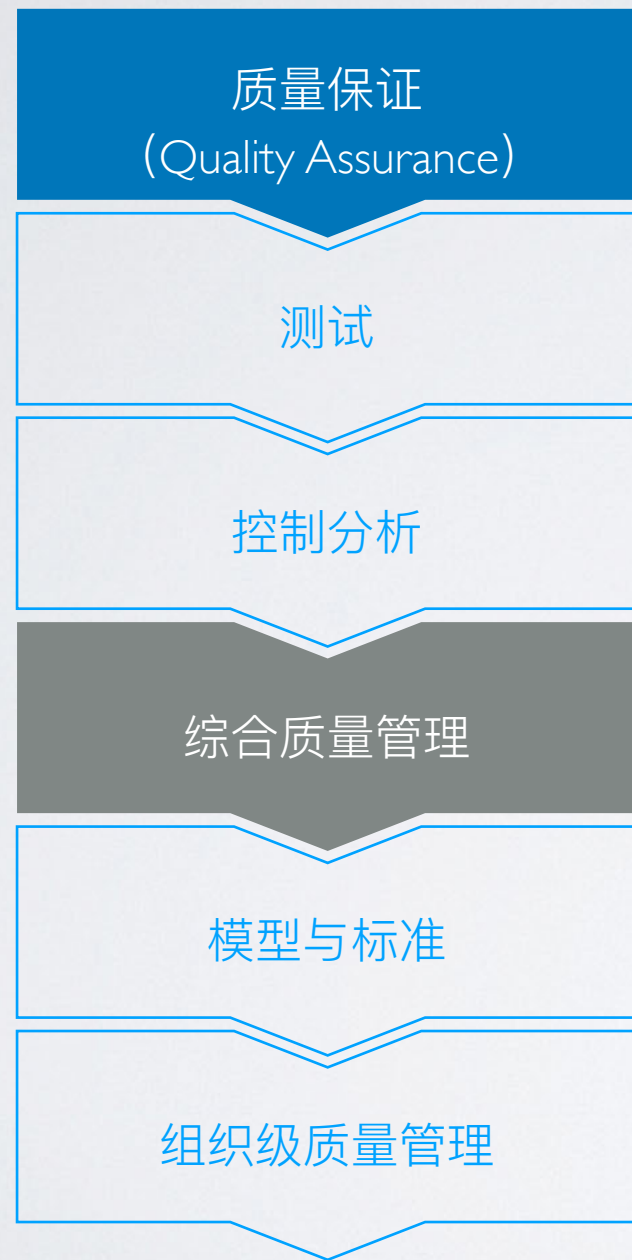 质量保证
（Quality Assurance）
测试
控制分析
综合质量管理
模型与标准
组织级质量管理